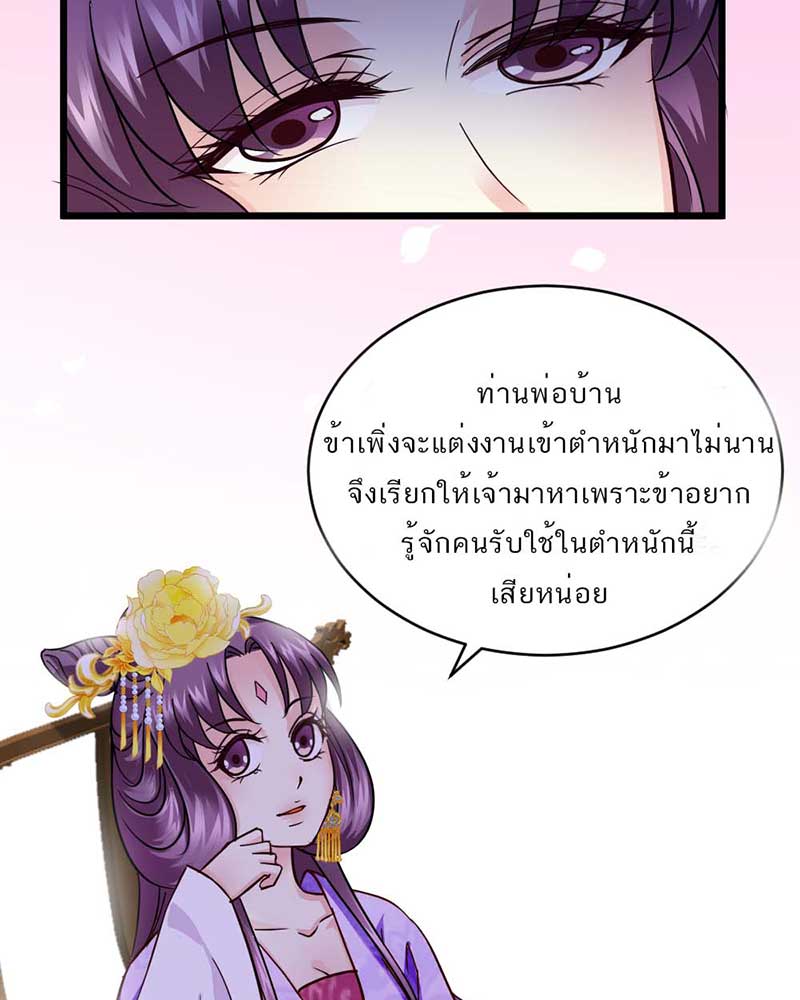 ท่านพ่อบ้าน
ข้าเพิ่งจะแต่งงานเข้าตำหนักมาไม่นาน
จึงเรียกให้เจ้ามาหาเพราะข้าอยาก
รู้จักคนรับใช้ในตำหนักนี้
เสียหน่อย